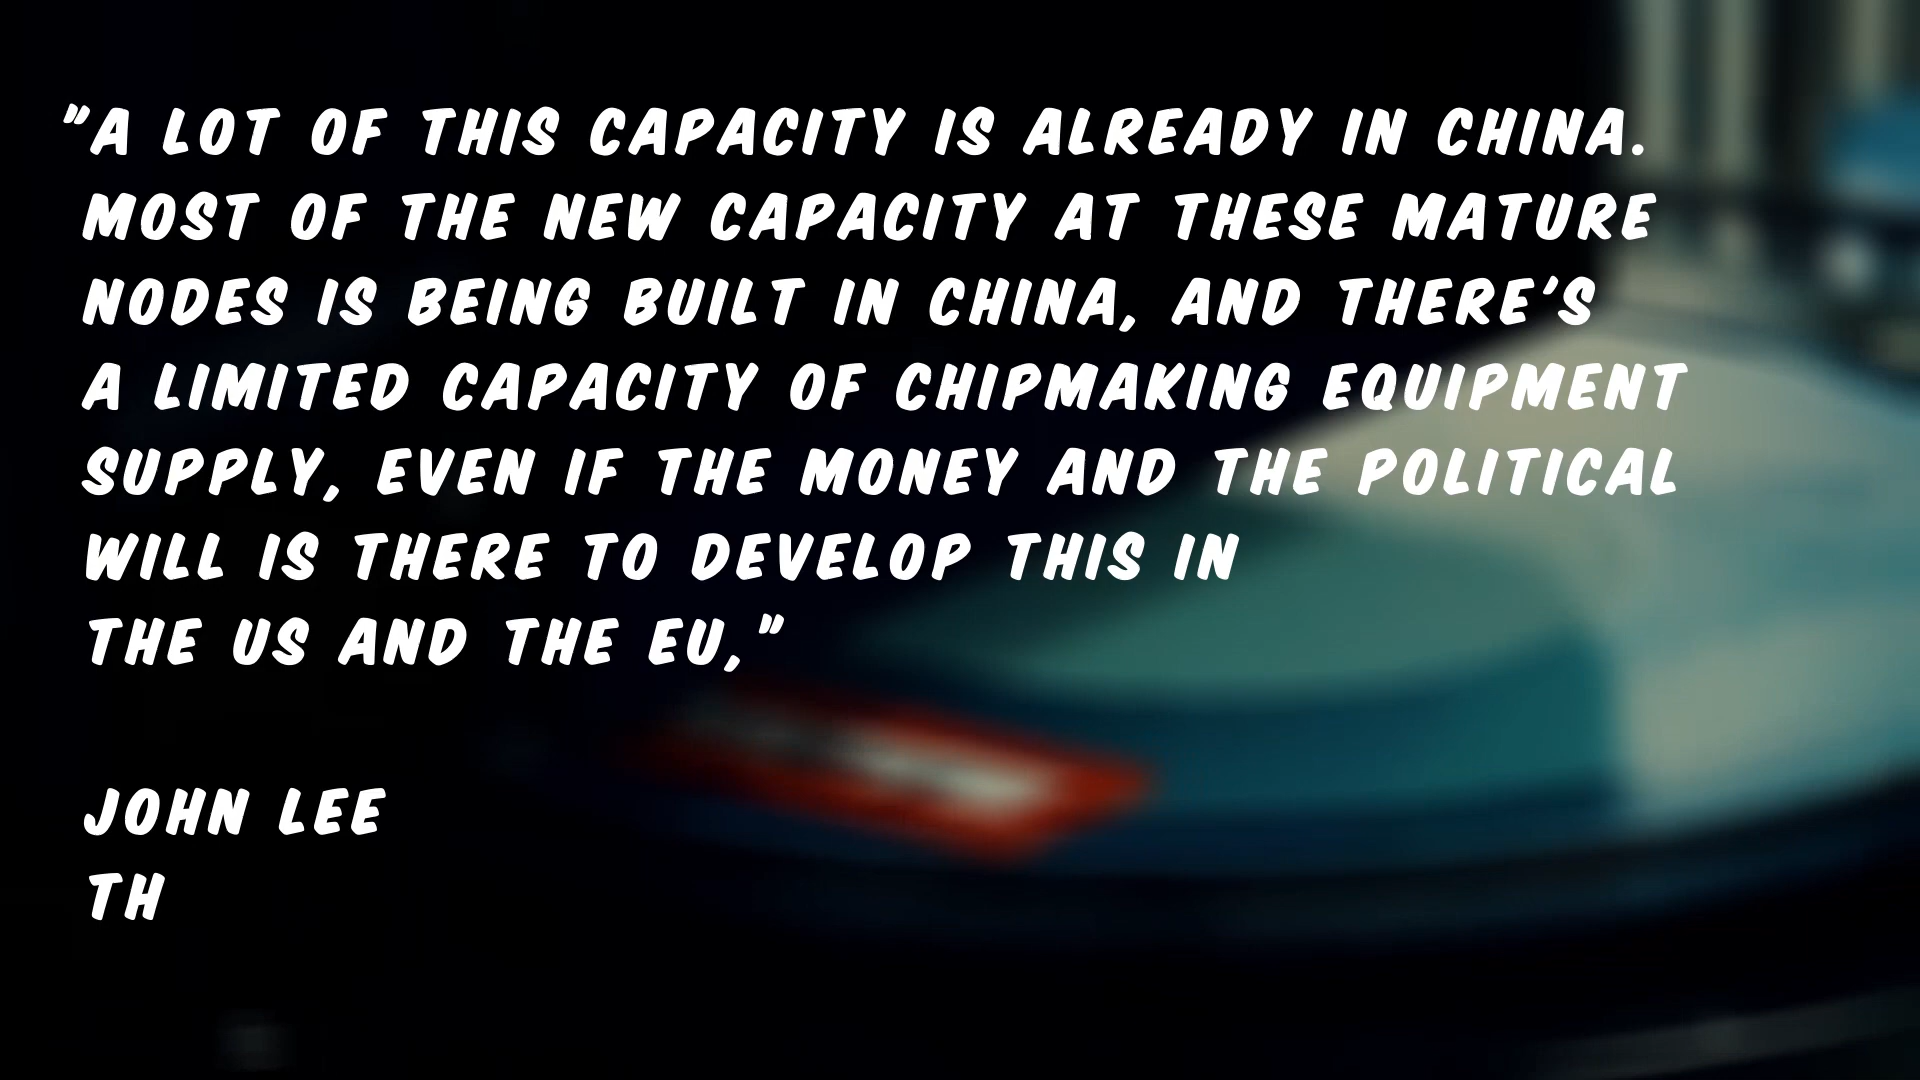 "A LOT OF THIS CAPACITY IS ALREADY IN CHINA.
MOST OF THE NEW CAPACITY AT THESE MATURE
NODES IS BEING BUILT IN CHINA, AND THERE'S
A LIMITED CAPACITY OF CHIPMAKING EQUIPMENT
SUPPLY, EVEN IF THE MONEY AND THE POLITICAL
WILL IS THERE TO DEVELOP THIS IN
THE US AND THE EU,"
JOHN LEE
TH